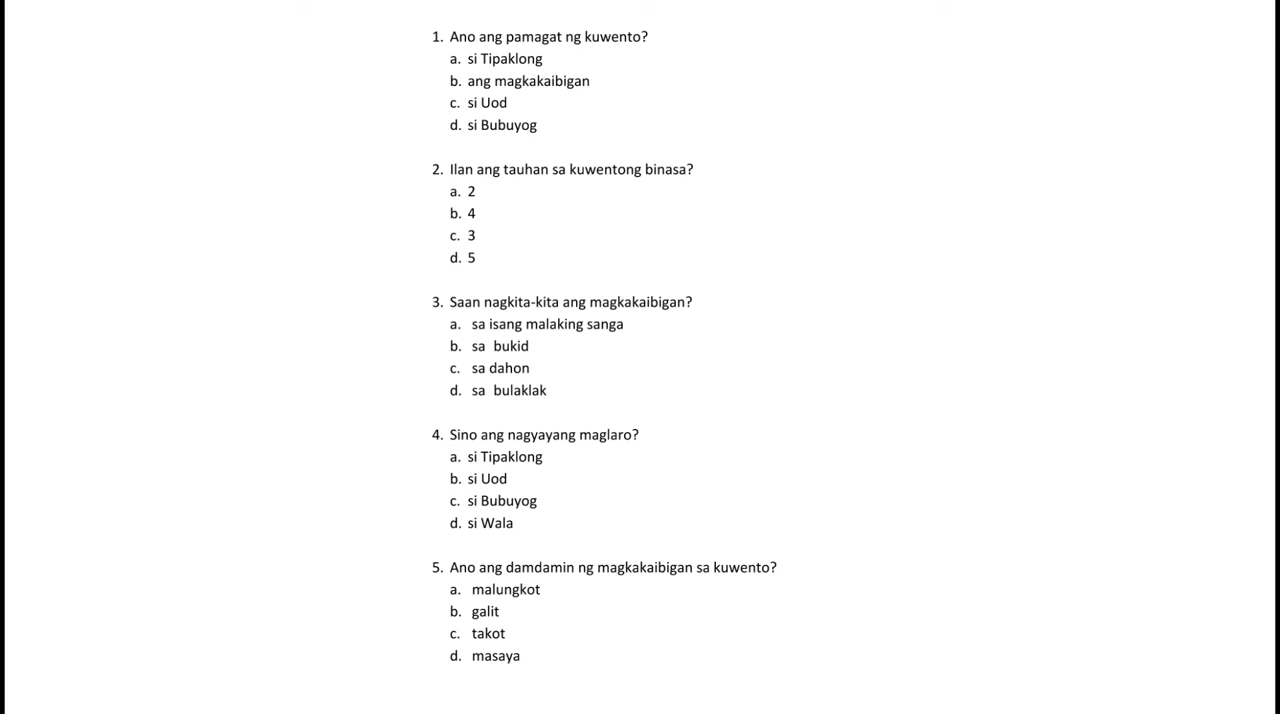 1. Ano ang pamagat ng kuwento?
a. si Tipaklong
b. ang magkakaibigan
c. si Uod
d. si Bubuyog
2. Ilan ang tauhan sa kuwentong binasa?
a. 2
b. 4
c. 3
d. 5
3. Saan nagkita-kita ang magkakaibigan?
a. sa isang malaking sanga
b. sa bukid
c. sa dahon
d. sa bulaklak
4. Sino ang nagyayang maglaro?
a. si Tipaklong
b. si Uod
c. si Bubuyog
d. si Wala
5. Ano ang damdamin ng magkakaibigan sa kuwento?
a. malungkot
b. galit
c. takot
d. masaya